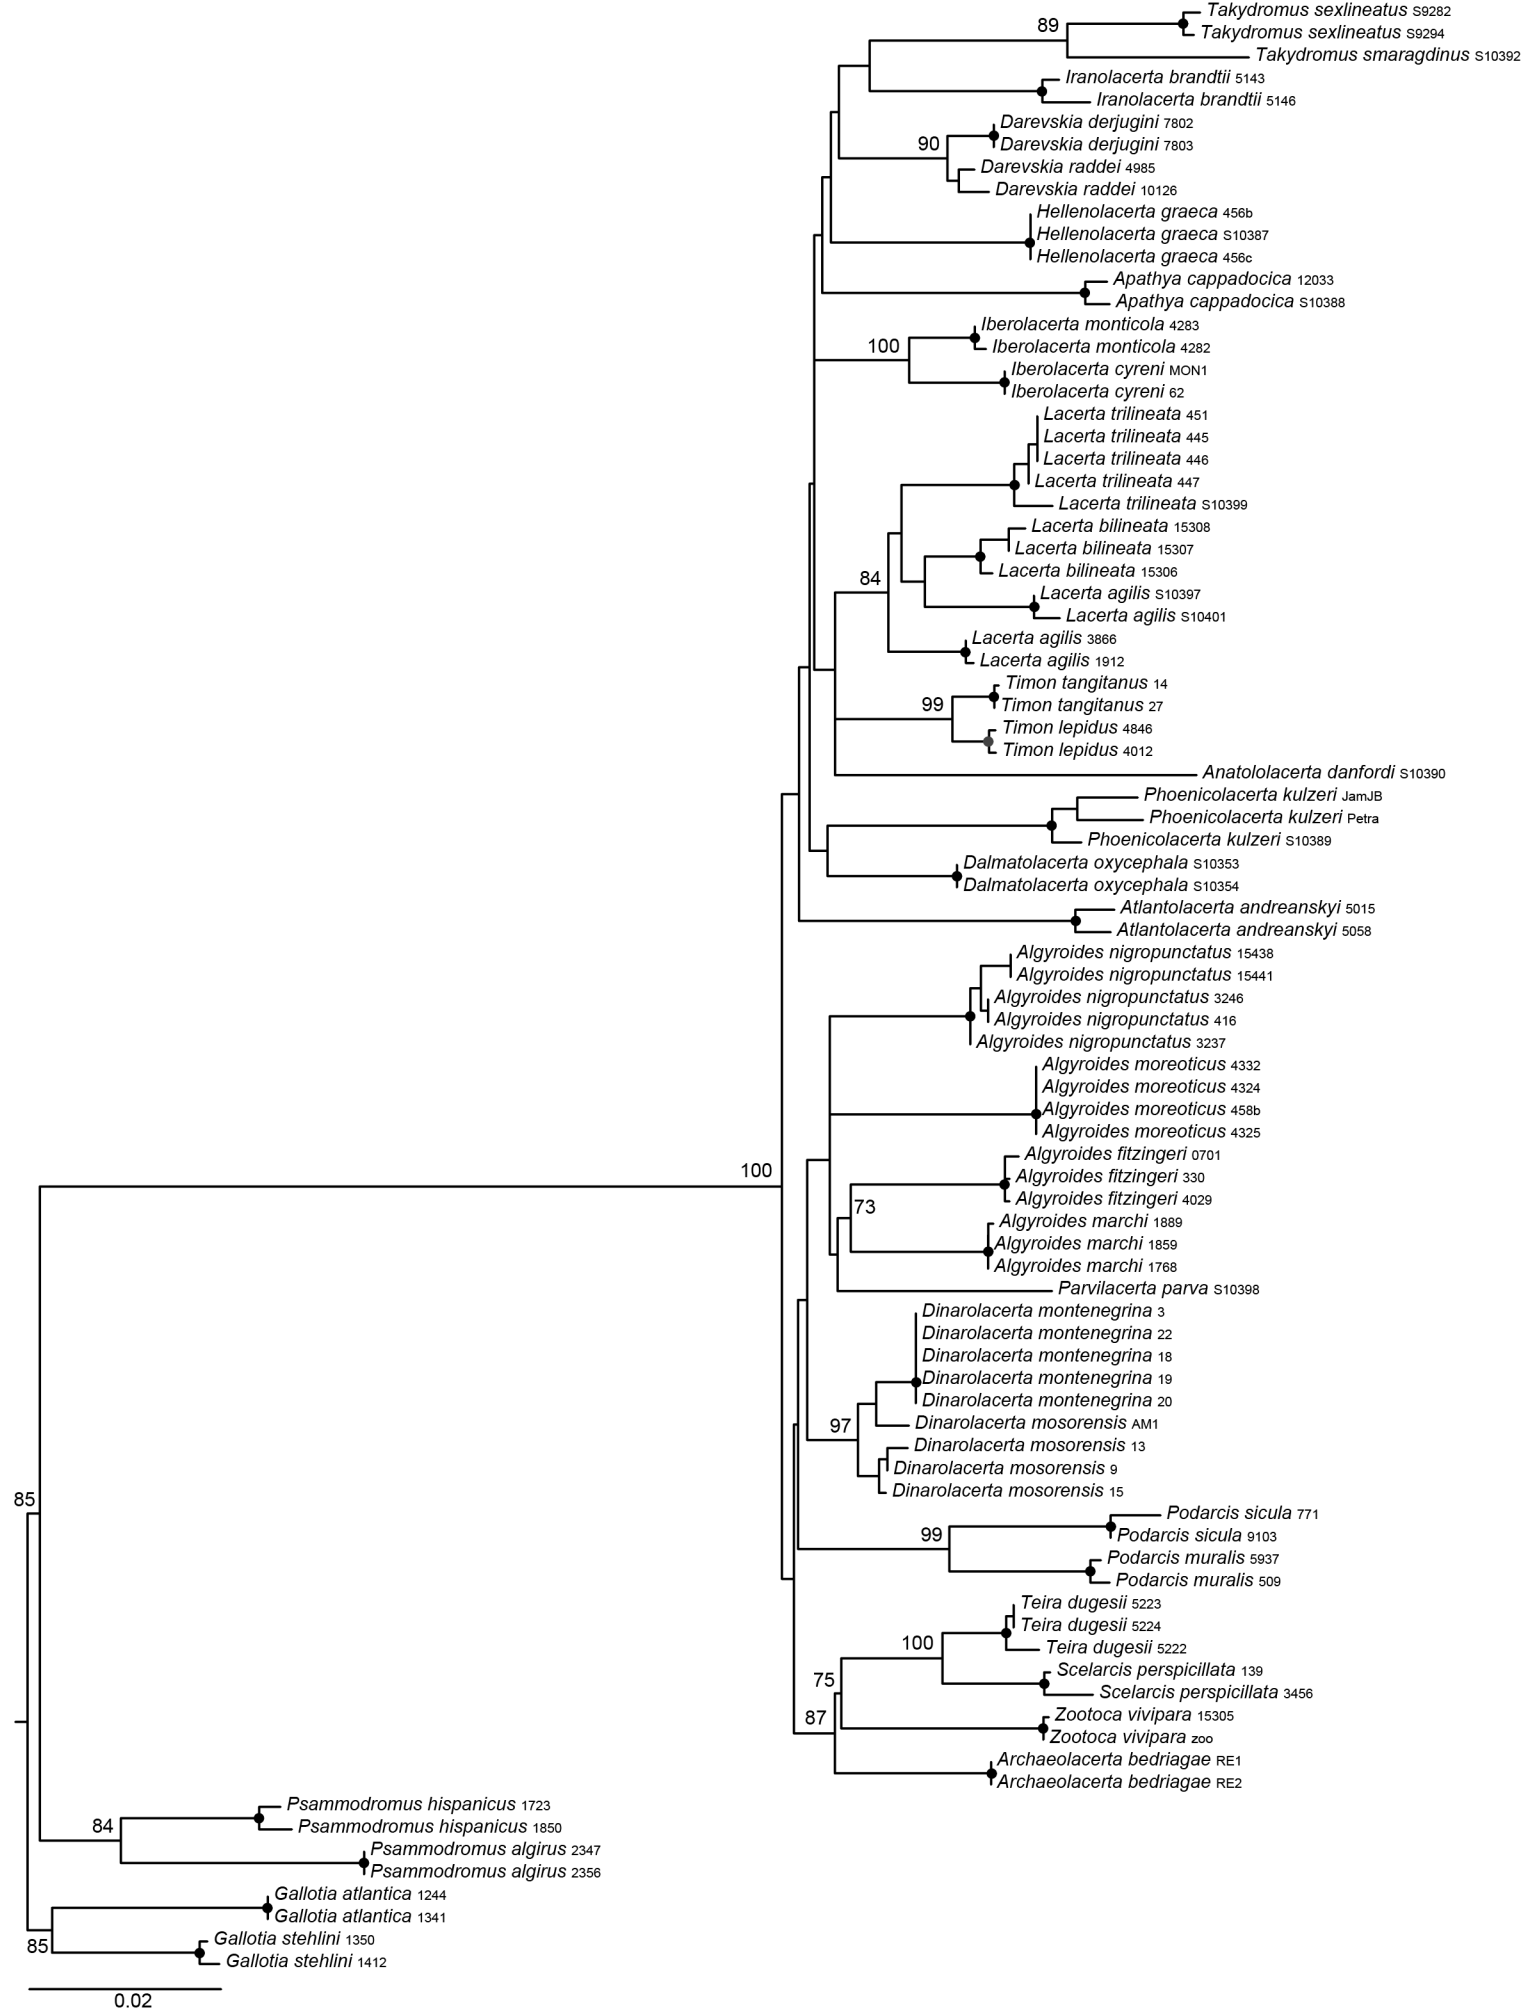 Takydromus sexlineatus S9282
89
Takydromus sexlineatus S9294
Takydromus smaragdinus S10392
Iranolacerta brandtii 5143
Iranolacerta brandtii 5146
Darevskia derjugini 7802
90
Darevskia derjugini 7803
Darevskia raddei 4985
Darevskia raddei 10126
Hellenolacerta graeca 456b
Hellenolacerta graeca S10387
Hellenolacerta graeca 456c
Apathya cappadocica 12033
Apathya cappadocica S10388
Iberolacerta monticola 4283
100
Iberolacerta monticola 4282
Iberolacerta cyreni MON1
Iberolacerta cyreni 62
Lacerta trilineata 451
Lacerta trilineata 445
Lacerta trilineata 446
Lacerta trilineata 447
Lacerta trilineata S10399
Lacerta bilineata 15308
Lacerta bilineata 15307
Lacerta bilineata 15306
84
Lacerta agilis S10397
Lacerta agilis S10401
Lacerta agilis 3866
Lacerta agilis 1912
Timon tangitanus 14
99
Timon tangitanus 27
Timon lepidus 4846
Timon lepidus 4012
Anatololacerta danfordi S10390
Phoenicolacerta kulzeri JamJB
Phoenicolacerta kulzeri Petra
Phoenicolacerta kulzeri S10389
Dalmatolacerta oxycephala S10353
Dalmatolacerta oxycephala S10354
Atlantolacerta andreanskyi 5015
Atlantolacerta andreanskyi 5058
Algyroides nigropunctatus 15438
Algyroides nigropunctatus 15441
Algyroides nigropunctatus 3246
Algyroides nigropunctatus 416
Algyroides nigropunctatus 3237
Algyroides moreoticus 4332
Algyroides moreoticus 4324
Algyroides moreoticus 458b
Algyroides moreoticus 4325
Algyroides fitzingeri 0701
100
Algyroides fitzingeri 330
Algyroides fitzingeri 4029
73
Algyroides marchi 1889
Algyroides marchi 1859
Algyroides marchi 1768
Parvilacerta parva S10398
Dinarolacerta montenegrina 3
Dinarolacerta montenegrina 22
Dinarolacerta montenegrina 18
Dinarolacerta montenegrina 19
Dinarolacerta montenegrina 20
Dinarolacerta mosorensis AM1
97
Dinarolacerta mosorensis 13
Dinarolacerta mosorensis 9
Dinarolacerta mosorensis 15
85
Podarcis sicula 771
99
Podarcis sicula 9103
Podarcis muralis 5937
Podarcis muralis 509
Teira dugesii 5223
Teira dugesii 5224
100
Teira dugesii 5222
Scelarcis perspicillata 139
75
Scelarcis perspicillata 3456
Zootoca vivipara 15305
87
Zootoca vivipara zoo
Archaeolacerta bedriagae RE1
Archaeolacerta bedriagae RE2
Psammodromus hispanicus 1723
84
Psammodromus hispanicus 1850
Psammodromus algirus 2347
Psammodromus algirus 2356
Gallotia atlantica 1244
Gallotia atlantica 1341
Gallotia stehlini 1350
85
Gallotia stehlini 1412
0.02